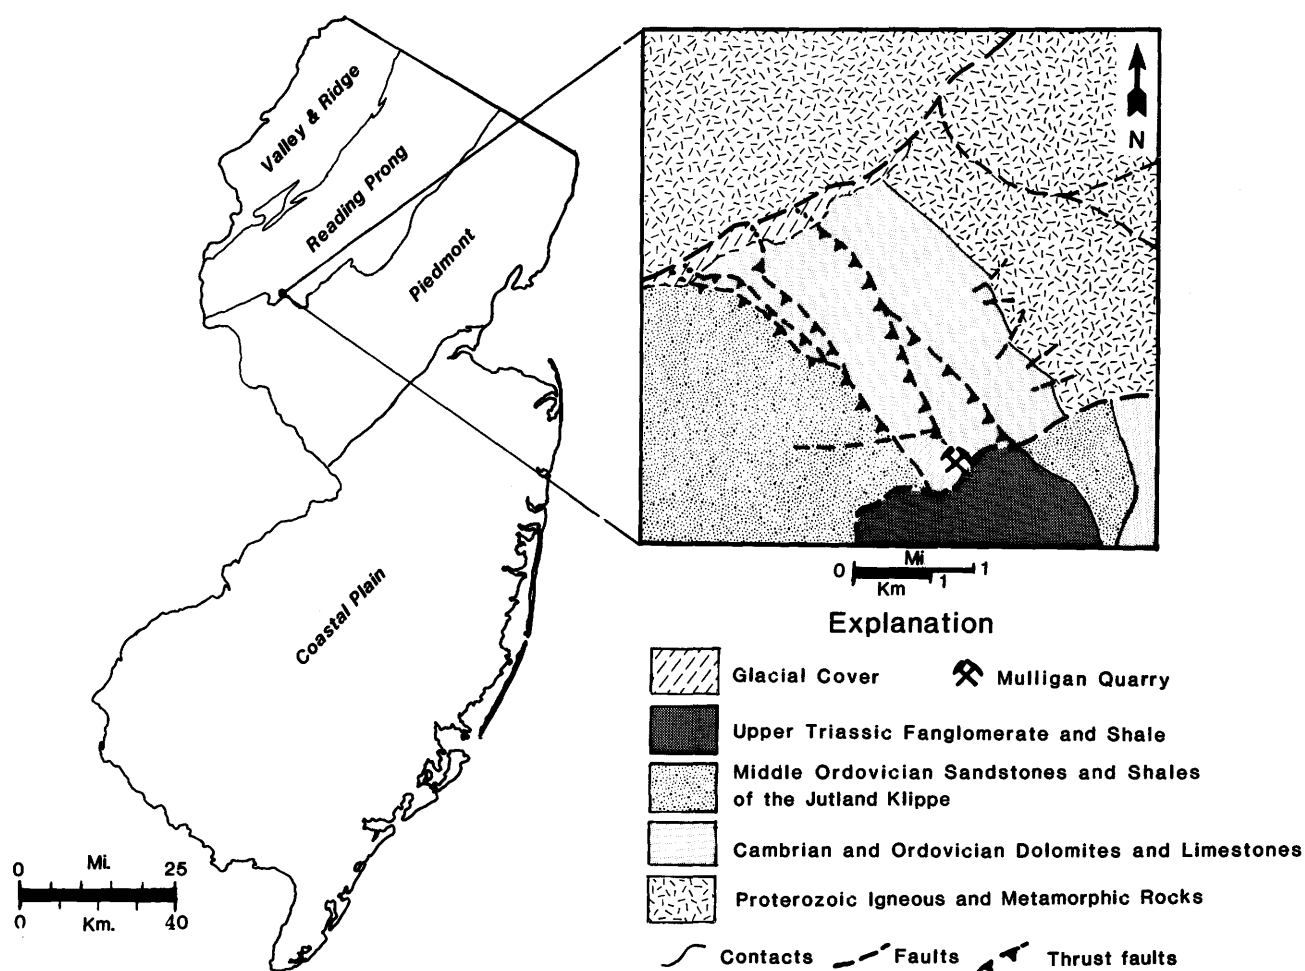 Valley & Ridge
Reading Prong
Piedmont
Coastal Plain
N
0 Mi. 25
0 Km. 40
0 Mi 1
Km 1
Explanation
Glacial Cover
Mulligan Quarry
Upper Triassic Fanglomerate and Shale
Middle Ordovician Sandstones and Shales
of the Jutland Klippe
Cambrian and Ordovician Dolomites and Limestones
Proterozoic Igneous and Metamorphic Rocks
Contacts
Faults
Thrust faults